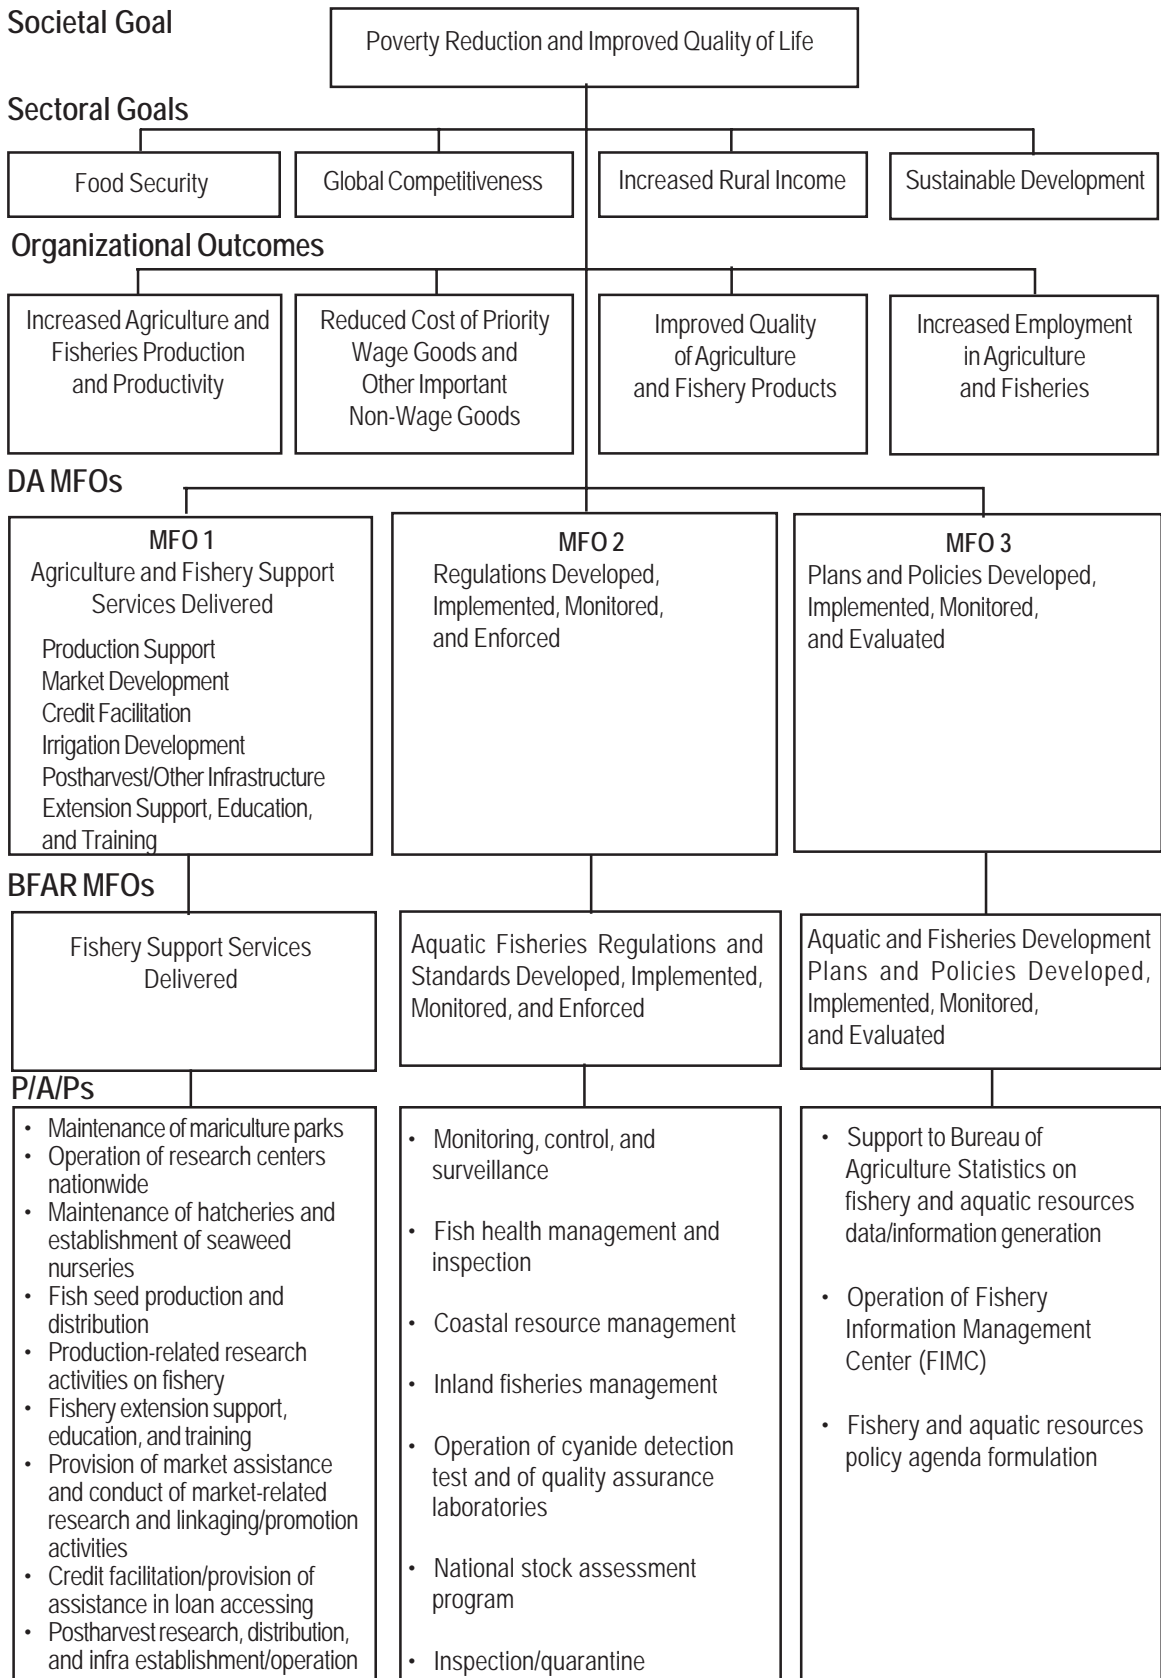 Societal Goal
Poverty Reduction and Improved Quality of Life
Sectoral Goals
Food Security
Global Competitiveness
Increased Rural Income
Sustainable Development
Organizational Outcomes
Increased Agriculture and
Fisheries Production
and Productivity
Reduced Cost of Priority
Wage Goods and
Other Important
Non-Wage Goods
Improved Quality
of Agriculture
and Fishery Products
Increased Employment
in Agriculture
and Fisheries
DA MFOs
MFO 1
Agriculture and Fishery Support
Services Delivered
Production Support
Market Development
Credit Facilitation
Irrigation Development
Postharvest/Other Infrastructure
Extension Support, Education,
and Training
MFO 2
Regulations Developed,
Implemented, Monitored,
and Enforced
MFO 3
Plans and Policies Developed,
Implemented, Monitored,
and Evaluated
BFAR MFOs
Fishery Support Services
Delivered
Aquatic Fisheries Regulations and
Standards Developed, Implemented,
Monitored, and Enforced
Aquatic and Fisheries Development
Plans and Policies Developed,
Implemented, Monitored,
and Evaluated
P/A/Ps
• Maintenance of mariculture parks
• Operation of research centers
nationwide
• Maintenance of hatcheries and
establishment of seaweed
nurseries
• Fish seed production and
distribution
• Production-related research
activities on fishery
• Fishery extension support,
education, and training
• Provision of market assistance
and conduct of market-related
research and linkaging/promotion
activities
• Credit facilitation/provision of
assistance in loan accessing
• Postharvest research, distribution,
and infra establishment/operation
• Monitoring, control, and
surveillance
• Fish health management and
inspection
• Coastal resource management
• Inland fisheries management
• Operation of cyanide detection
test and of quality assurance
laboratories
• National stock assessment
program
• Inspection/quarantine
• Support to Bureau of
Agriculture Statistics on
fishery and aquatic resources
data/information generation
• Operation of Fishery
Information Management
Center (FIMC)
• Fishery and aquatic resources
policy agenda formulation